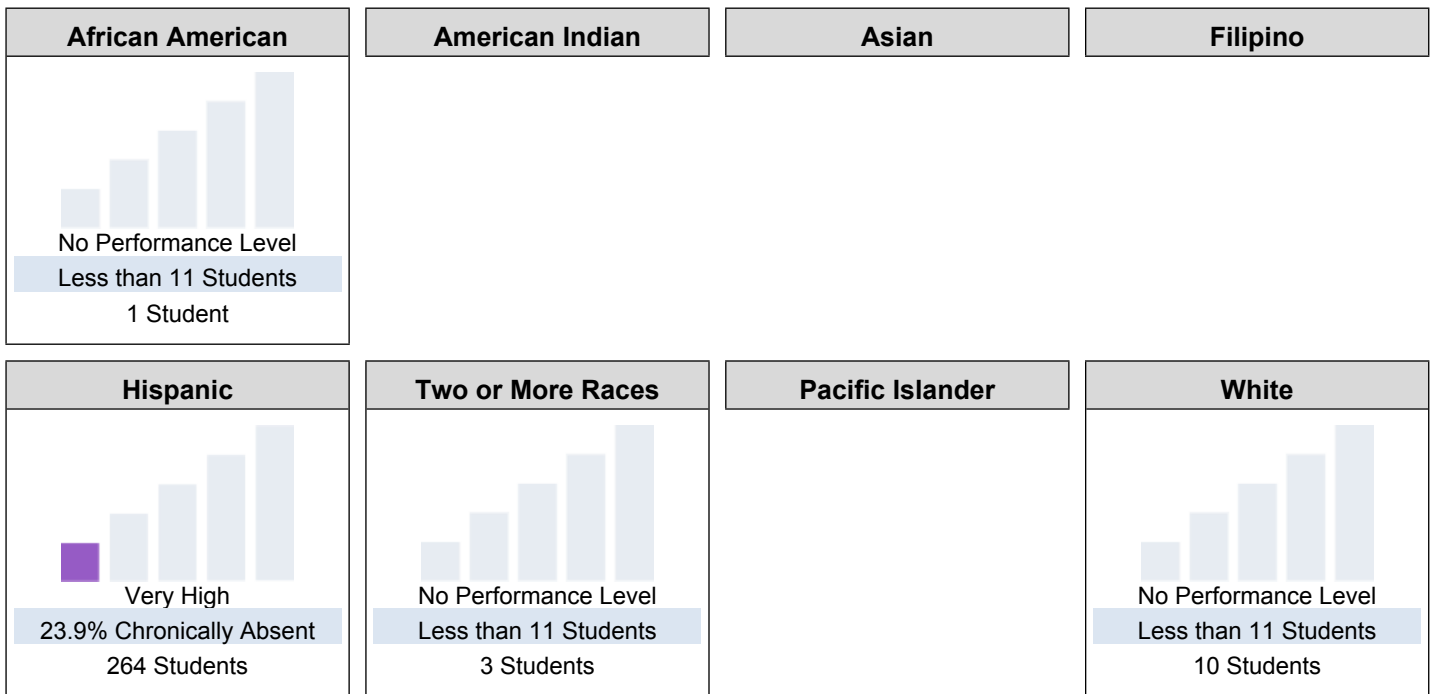 African American
American Indian
Asian
Filipino
No Performance Level
Less than 11 Students
1 Student
Hispanic
Two or More Races
Pacific Islander
White
Very High
23.9% Chronically Absent
264 Students
No Performance Level
Less than 11 Students
3 Students
No Performance Level
Less than 11 Students
10 Students